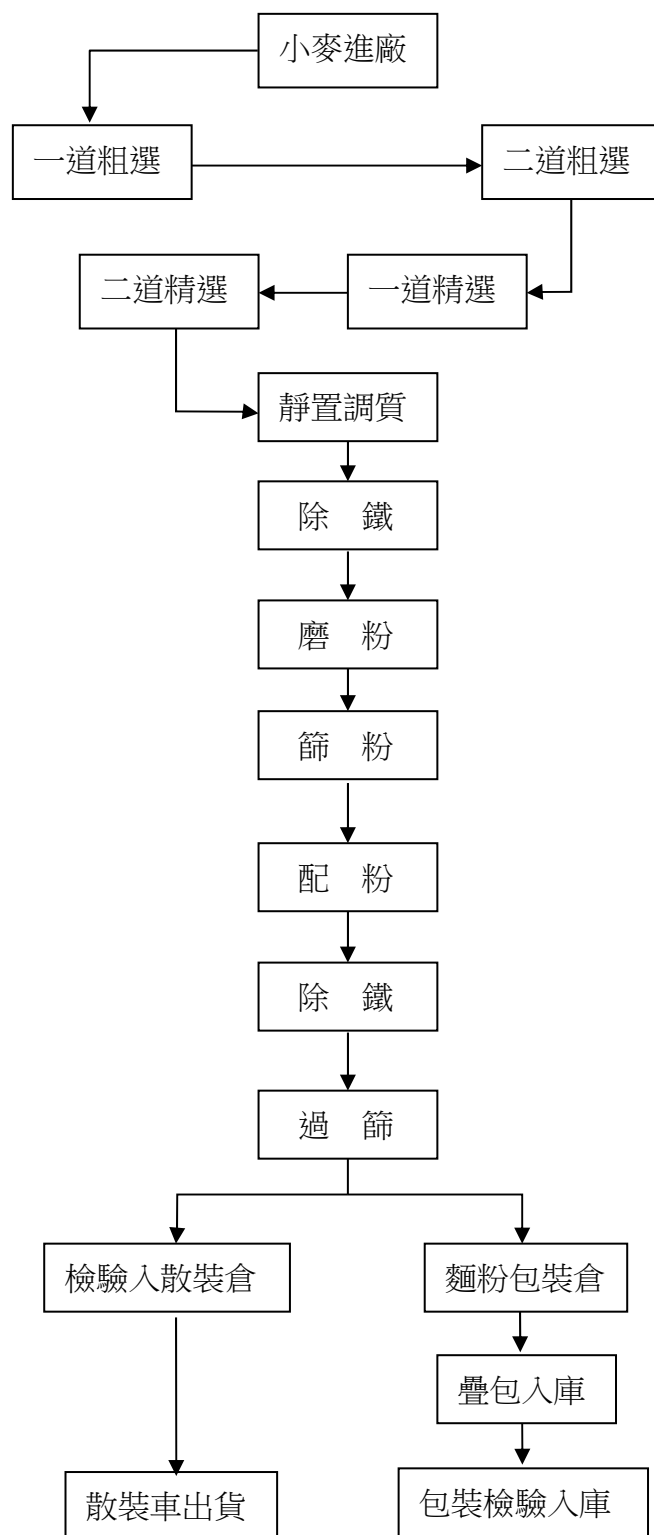 小麥進廠
一道粗選
二道粗選
二道精選
一道精選
靜置調質
除　鐵
磨　粉
篩　粉
配　粉
除　鐵
過　篩
檢驗入散裝倉
麵粉包裝倉
疊包入庫
散裝車出貨
包裝檢驗入庫